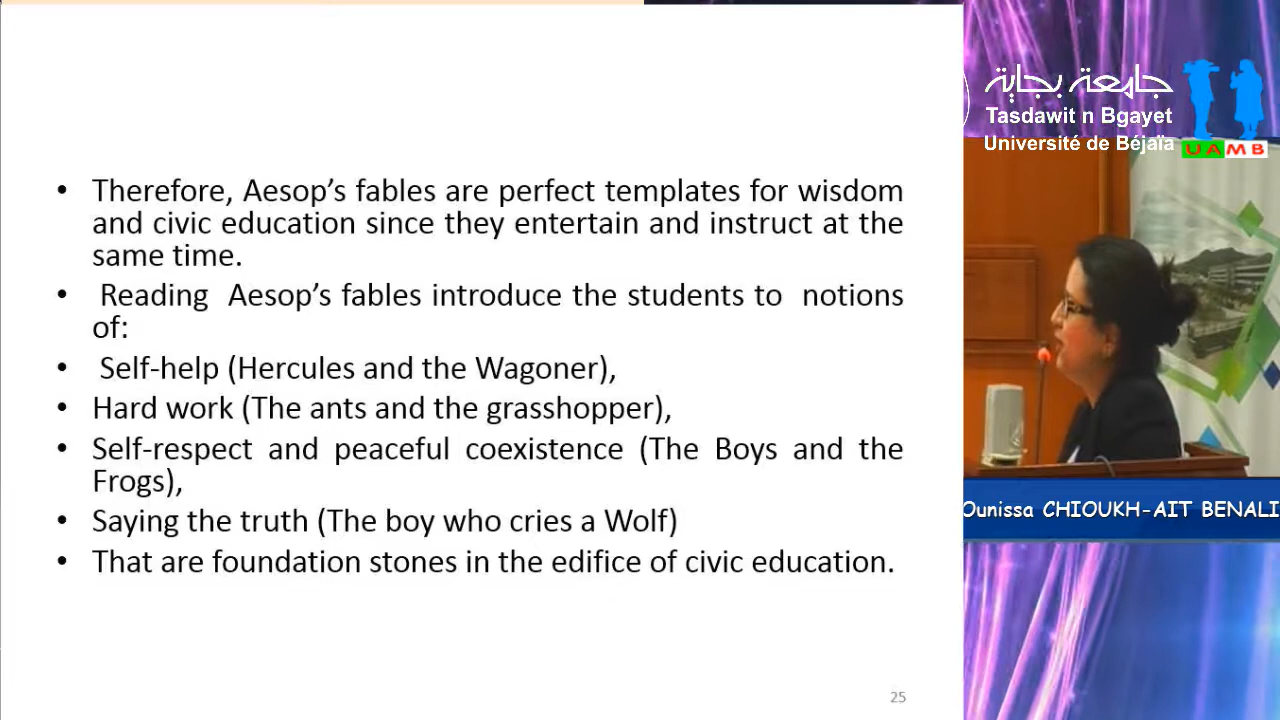 • Therefore, Aesop's fables are perfect templates for wisdom
and civic education since they entertain and instruct at the
same time.
• Reading Aesop's fables introduce the students to notions
of:
• Self-help (Hercules and the Wagoner),
• Hard work (The ants and the grasshopper),
• Self-respect and peaceful coexistence (The Boys and the
Frogs),
• Saying the truth (The boy who cries a Wolf)
• That are foundation stones in the edifice of civic education.
25
جامعة بجاية
Tasdawit n Bgayet
Université de Béjaïa
UAMB
Ounissa CHIOUKH-AIT BENALI